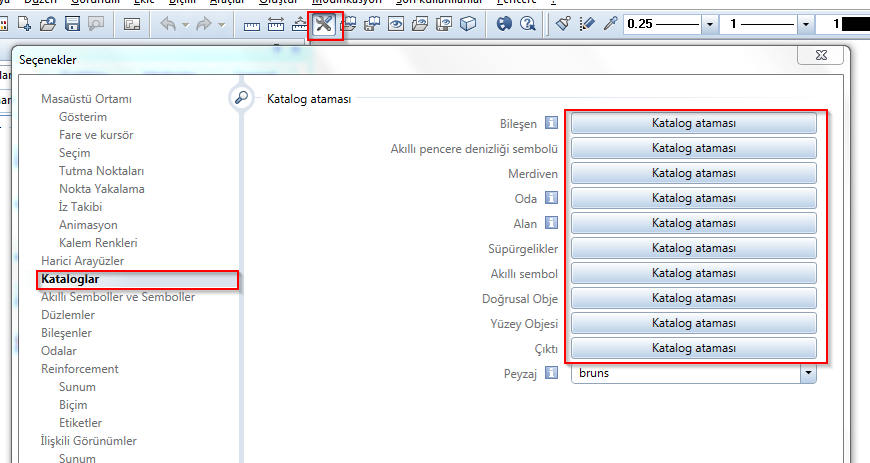 Düzen Görünüm Ekle Biçim Araçlar Oluştur Modifikasyon Son kullanılanlar Pencere ?
0.25 1 1
Seçenekler
Katalog ataması
Masaüstü Ortamı
Gösterim
Fare ve kursör
Seçim
Tutma Noktaları
Nokta Yakalama
İz Takibi
Animasyon
Kalem Renkleri
Harici Arayüzler
Kataloglar
Akıllı Semboller ve Semboller
Düzlemler
Bileşenler
Odalar
Reinforcement
Sunum
Biçim
Etiketler
İlişkili Görünümler
Sunum
Bileşen Katalog ataması
Akıllı pencere denizliği sembolü Katalog ataması
Merdiven Katalog ataması
Oda Katalog ataması
Alan Katalog ataması
Süpürgelikler Katalog ataması
Akıllı sembol Katalog ataması
Doğrusal Obje Katalog ataması
Yüzey Objesi Katalog ataması
Çıktı Katalog ataması
Peyzaj bruns